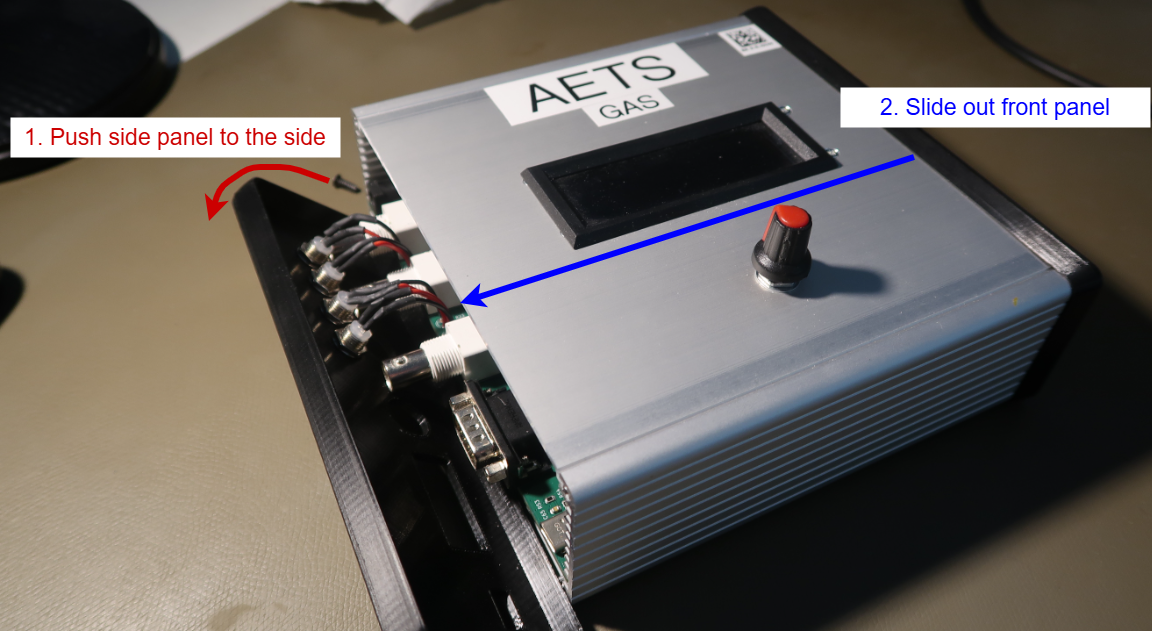 AETS
GAS
2. Slide out front panel
1. Push side panel to the side